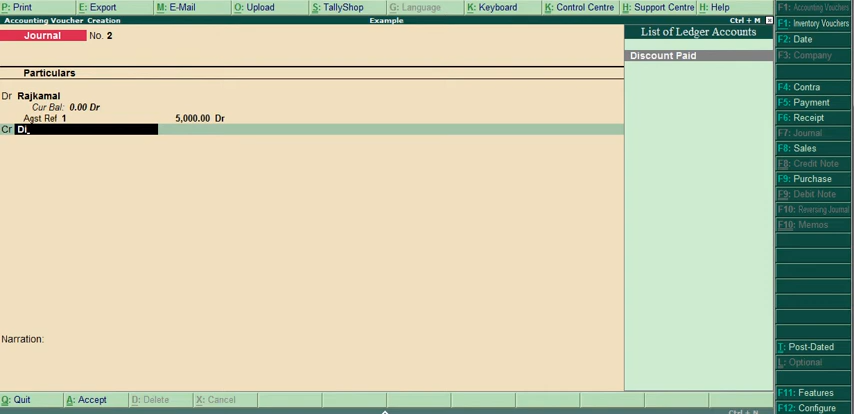 P: Print E: Export M: E-Mail O: Upload S: TallyShop G: Language K: Keyboard K: Control Centre H: Support Centre H: Help
F1: Accounting Vouchers
Accounting Voucher Creation Example Ctrl + M
F1: Inventory Vouchers
Journal No. 2
List of Ledger Accounts
F2: Date
Discount Paid
F3: Company
Particulars
F4: Contra
Dr Rajkamal
Cur Bal: 0.00 Dr
F5: Payment
Agst Ref 1 5,000.00 Dr
F6: Receipt
Cr Di
F7: Journal
F8: Sales
F8: Credit Note
F9: Purchase
F9: Debit Note
F10: Reversing Journal
F10: Memos
Narration:
T: Post-Dated
L: Optional
F11: Features
Q: Quit A: Accept D: Delete X: Cancel
F12: Configure
Ctrl + N